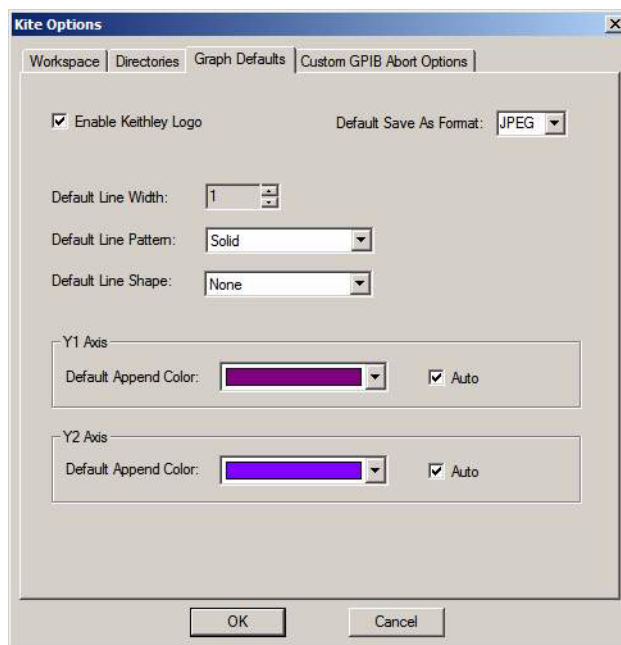 Kite Options
Workspace Directories Graph Defaults Custom GPIB Abort Options
Enable Keithley Logo Default Save As Format: JPEG
Default Line Width: 1
Default Line Pattern: Solid
Default Line Shape: None
Y1 Axis
Default Append Color: Auto
Y2 Axis
Default Append Color: Auto
OK Cancel